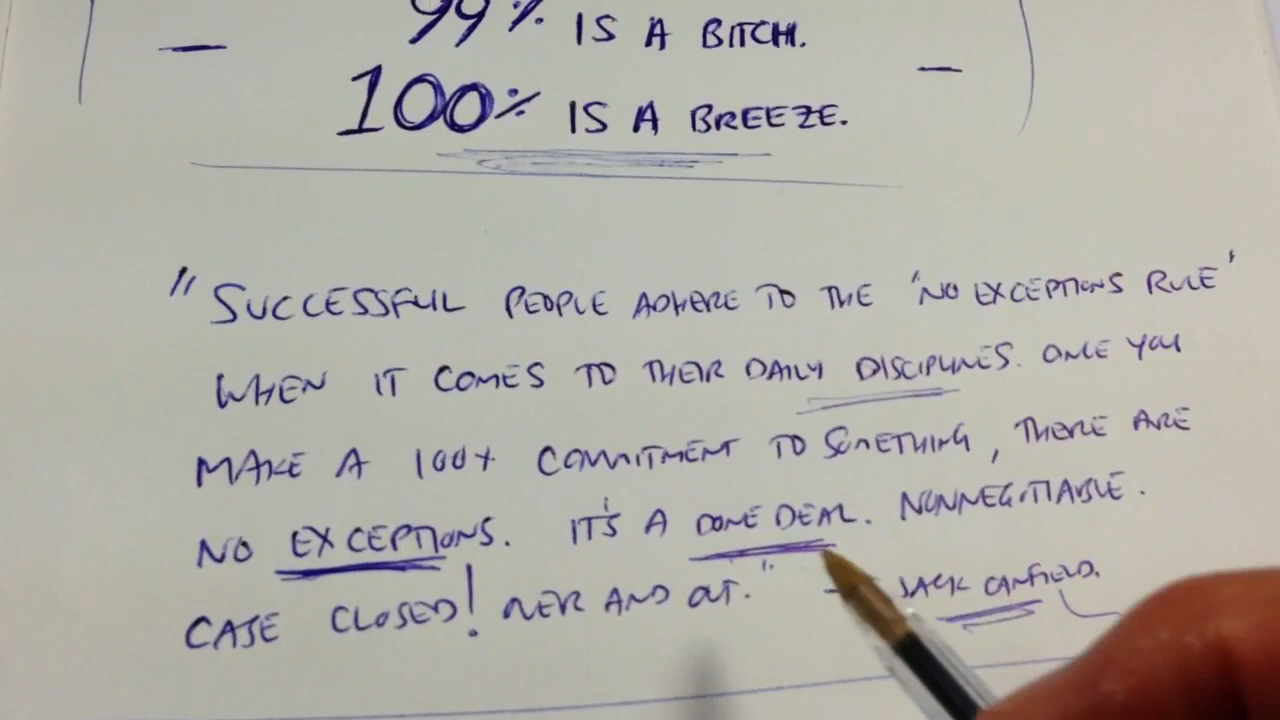 99% IS A BITCH.
100% IS A BREEZE.
"SUCCESSFUL PEOPLE ADHERE TO THE 'NO EXCEPTIONS RULE'
WHEN IT COMES TO THEIR DAILY DISCIPLINES. ONCE YOU
MAKE A 100% COMMITMENT TO SOMETHING, THERE ARE
NO EXCEPTIONS. IT'S A DONE DEAL. NONNEGOTIABLE.
CASE CLOSED! OVER AND OUT." - JACK CANFIELD.